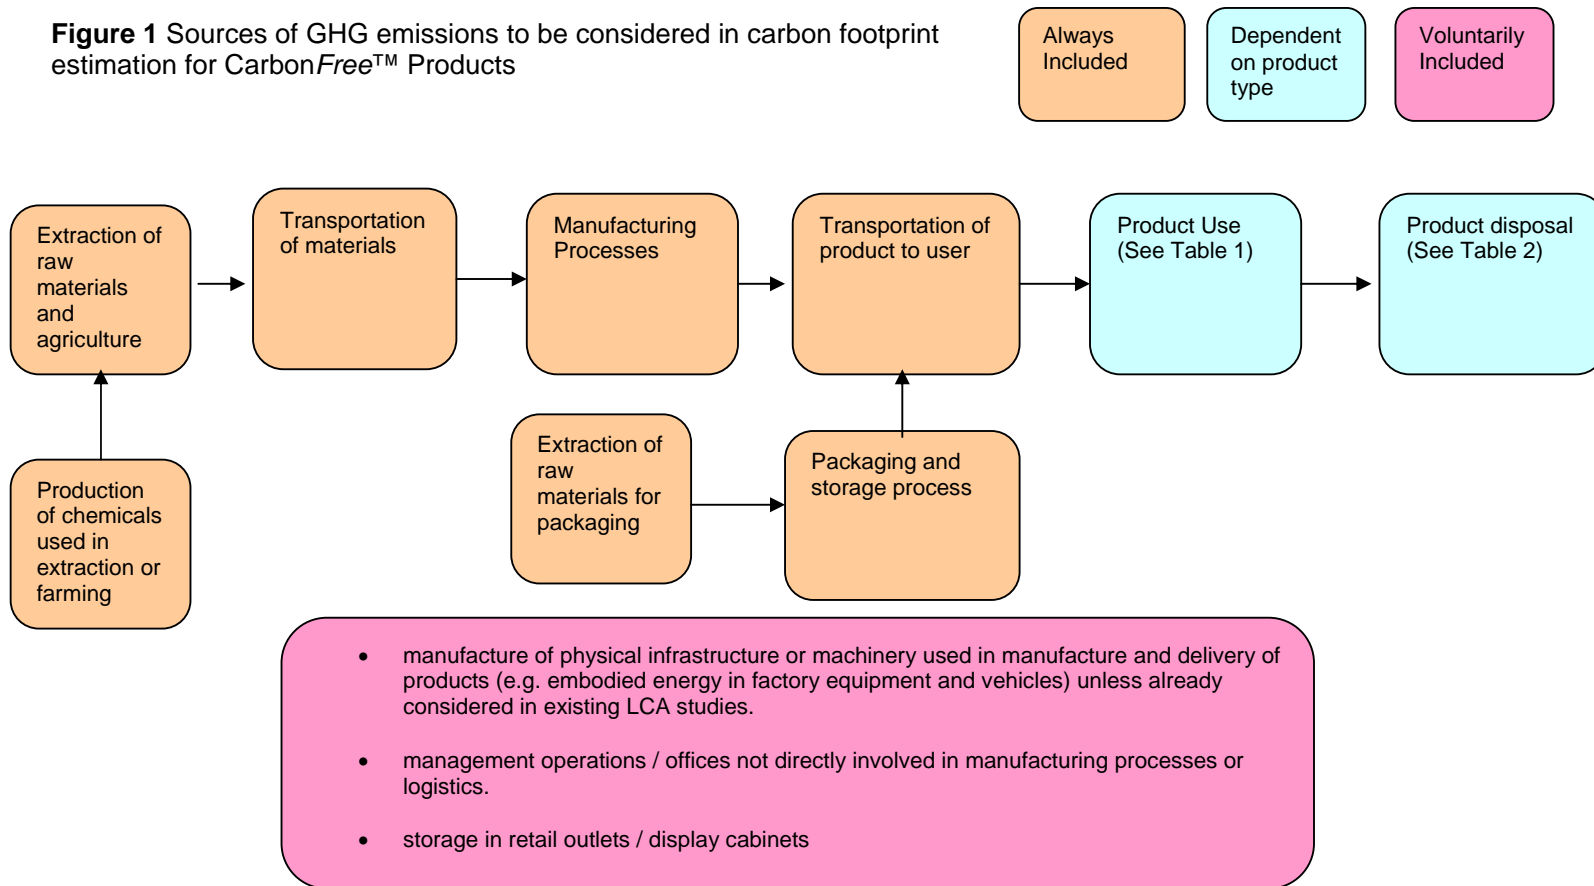 Figure 1 Sources of GHG emissions to be considered in carbon footprint
estimation for CarbonFree™ Products
Always
Included
Dependent
on product
type
Voluntarily
Included
Extraction of
raw
materials
and
agriculture
Transportation
of materials
Manufacturing
Processes
Transportation of
product to user
Product Use
(See Table 1)
Product disposal
(See Table 2)
Production
of chemicals
used in
extraction or
farming
Extraction of
raw
materials for
packaging
Packaging and
storage process
• manufacture of physical infrastructure or machinery used in manufacture and delivery of
products (e.g. embodied energy in factory equipment and vehicles) unless already
considered in existing LCA studies.
• management operations / offices not directly involved in manufacturing processes or
logistics.
• storage in retail outlets / display cabinets